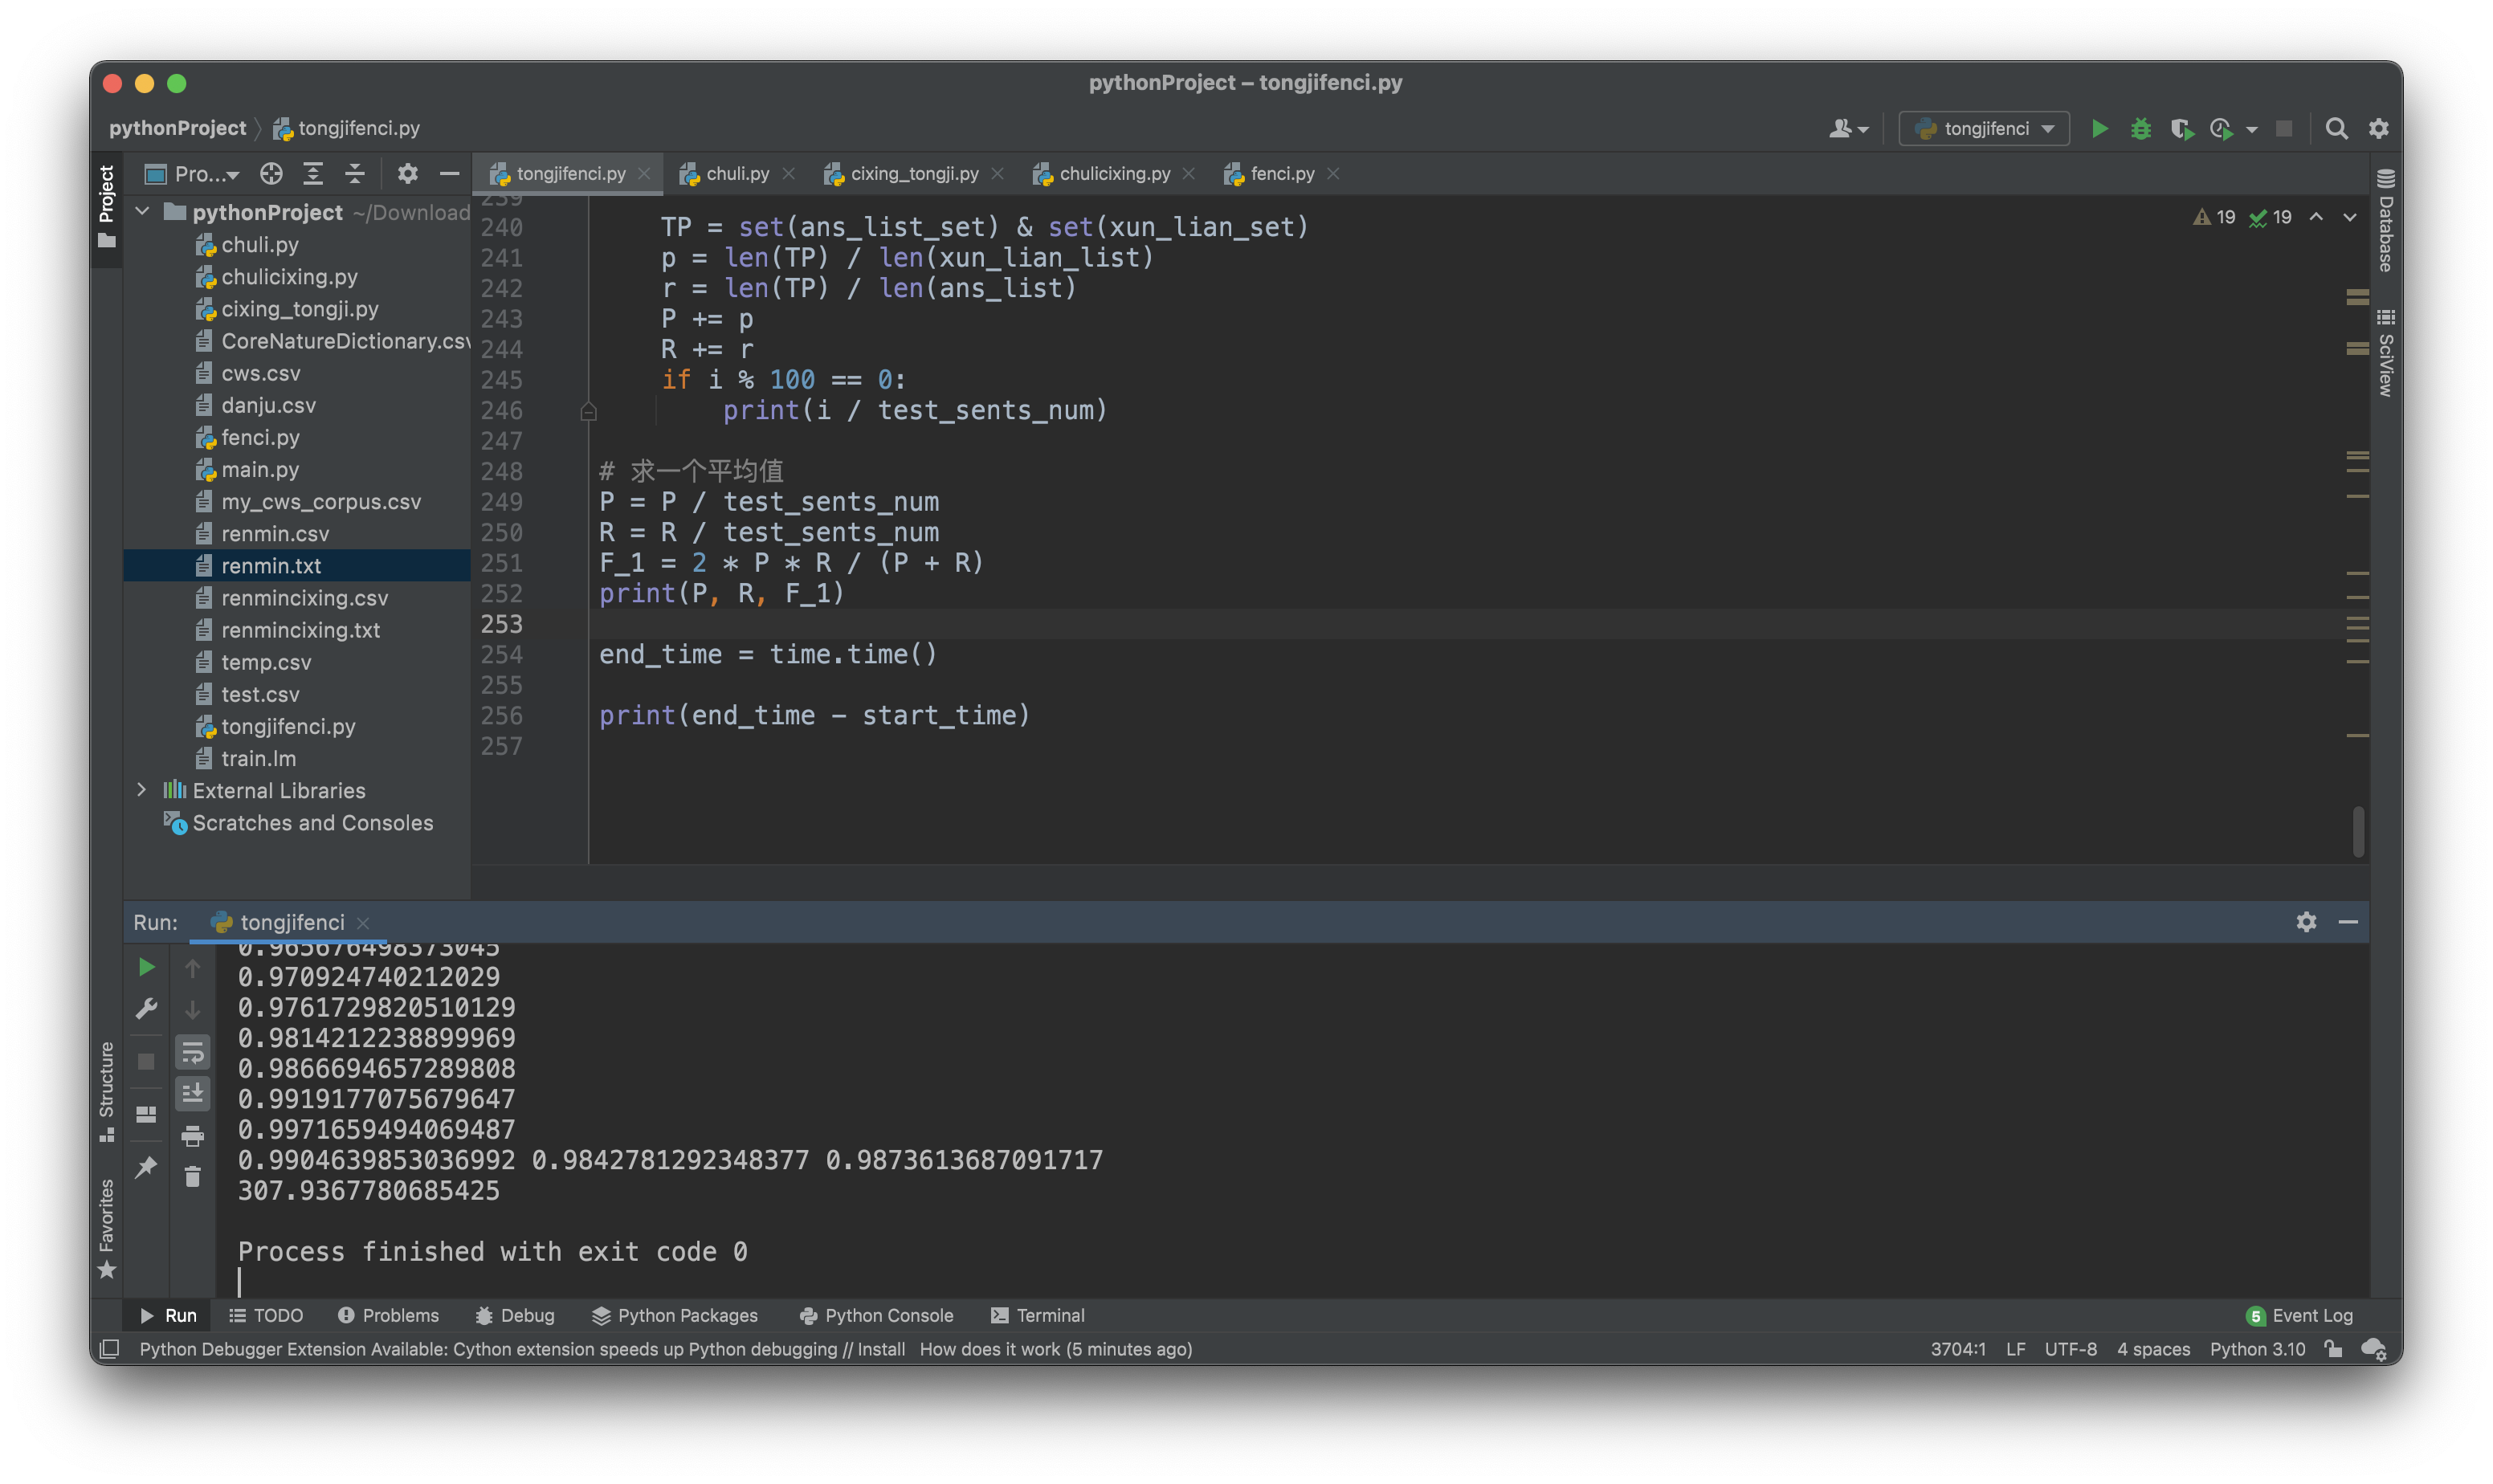 pythonProject – tongjifenci.py
pythonProject
tongjifenci.py
tongjifenci
Project
Pro...
tongjifenci.py
chuli.py
cixing_tongji.py
chulicixing.py
fenci.py
pythonProject ~/Download
chuli.py
chulicixing.py
cixing_tongji.py
CoreNatureDictionary.csv
cws.csv
danju.csv
fenci.py
main.py
my_cws_corpus.csv
renmin.csv
renmin.txt
renmincixing.csv
renmincixing.txt
temp.csv
test.csv
tongjifenci.py
train.lm
External Libraries
Scratches and Consoles
19 19
239
240 TP = set(ans_list_set) & set(xun_lian_set)
241 p = len(TP) / len(xun_lian_list)
242 r = len(TP) / len(ans_list)
243 P += p
244 R += r
245 if i % 100 == 0:
246 print(i / test_sents_num)
247
248 # 求一个平均值
249 P = P / test_sents_num
250 R = R / test_sents_num
251 F_1 = 2 * P * R / (P + R)
252 print(P, R, F_1)
253
254 end_time = time.time()
255
256 print(end_time - start_time)
257
Database
SciView
Run:
tongjifenci
0.965676498373045
0.970924740212029
0.9761729820510129
0.9814212238899969
0.9866694657289808
0.9919177075679647
0.9971659494069487
0.9904639853036992 0.9842781292348377 0.9873613687091717
307.9367780685425
Process finished with exit code 0
Structure
Favorites
Run
TODO
Problems
Debug
Python Packages
Python Console
Terminal
5 Event Log
Python Debugger Extension Available: Cython extension speeds up Python debugging // Install How does it work (5 minutes ago)
3704:1 LF UTF-8 4 spaces Python 3.10